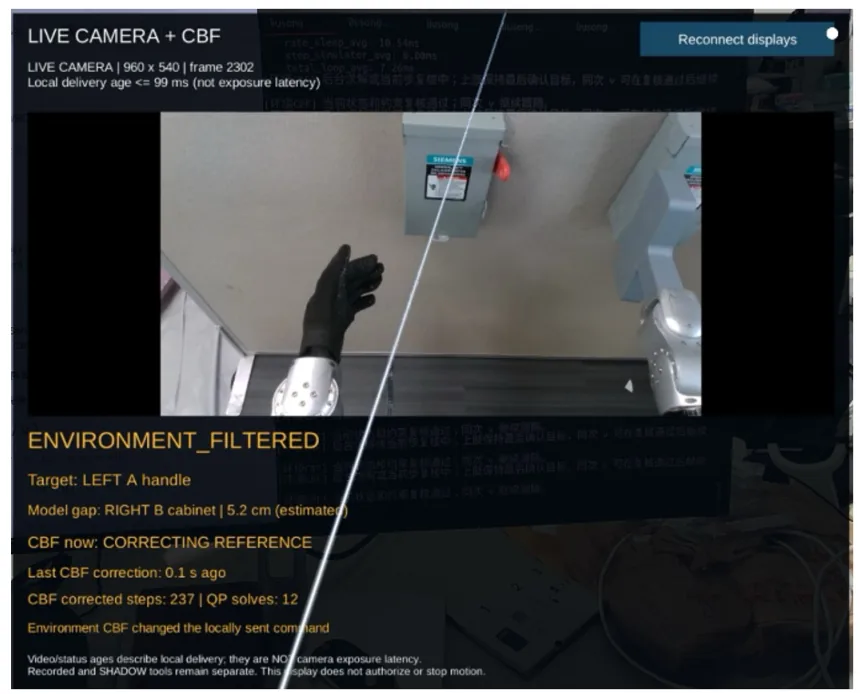 LIVE CAMERA + CBF
Reconnect displays
LIVE CAMERA | 960 x 540 | frame 2302
Local delivery age <= 99 ms (not exposure latency)
SIEMENS
ENVIRONMENT_FILTERED
Target: LEFT A handle
Model gap: RIGHT B cabinet | 5.2 cm (estimated)
CBF now: CORRECTING REFERENCE
Last CBF correction: 0.1 s ago
CBF corrected steps: 237 | QP solves: 12
Environment CBF changed the locally sent command
Video/status ages describe local delivery; they are NOT camera exposure latency.
Recorded and SHADOW tools remain separate. This display does not authorize or stop motion.